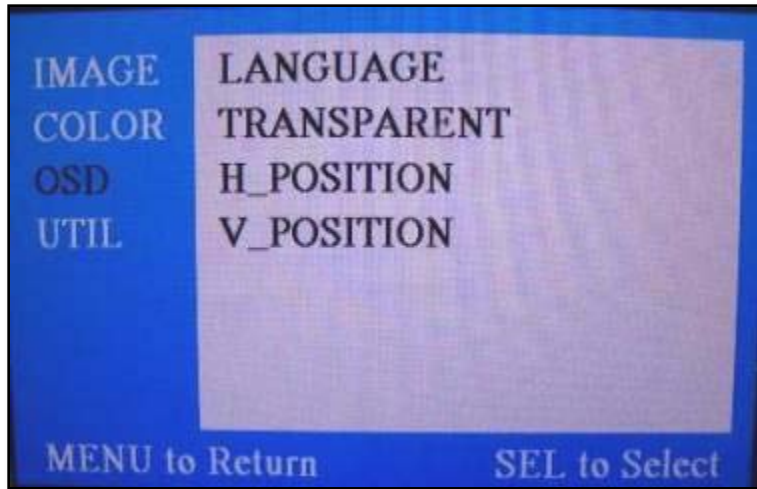 IMAGE
COLOR
OSD
UTIL
LANGUAGE
TRANSPARENT
H_POSITION
V_POSITION
MENU to Return
SEL to Select